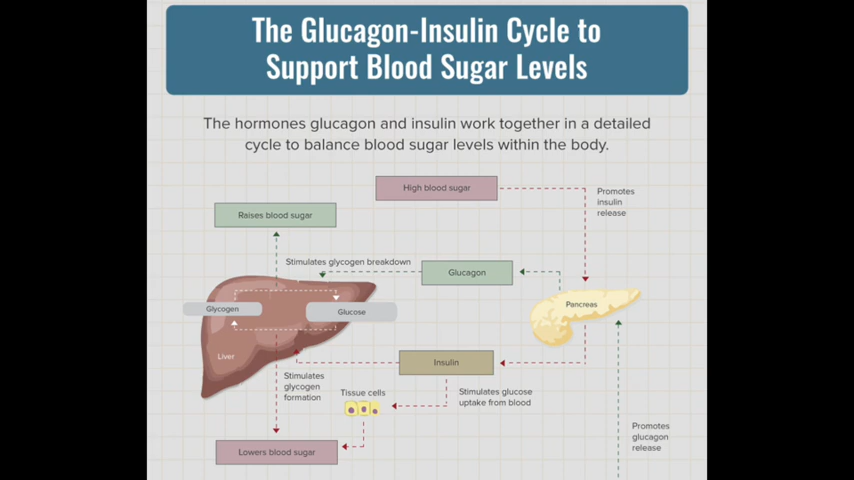 The Glucagon-Insulin Cycle to
Support Blood Sugar Levels
The hormones glucagon and insulin work together in a detailed
cycle to balance blood sugar levels within the body.
High blood sugar
Promotes
insulin
release
Raises blood sugar
Stimulates glycogen breakdown
Glucagon
Glycogen
Glucose
Pancreas
Liver
Insulin
Stimulates
glycogen
formation
Tissue cells
Stimulates glucose
uptake from blood
Promotes
glucagon
release
Lowers blood sugar